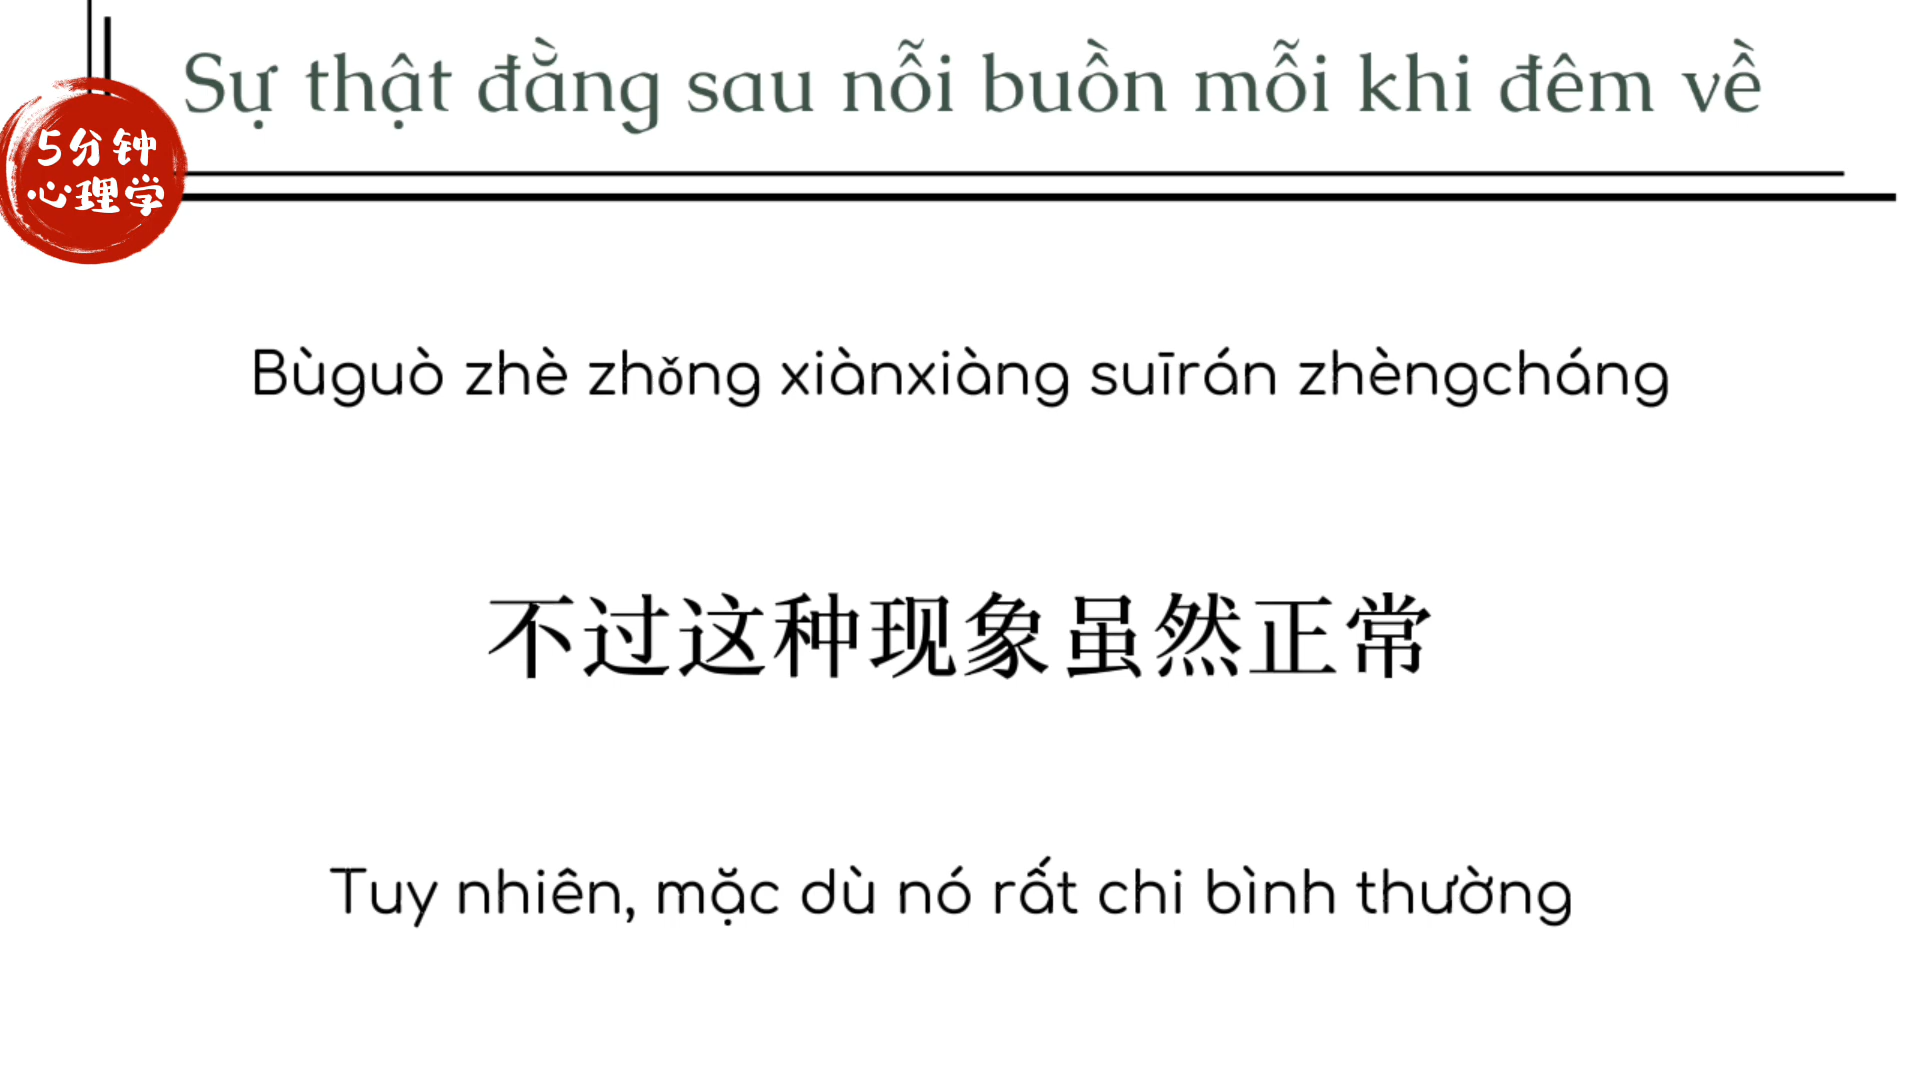 Sự thật đằng sau nỗi buồn mỗi khi đêm về
5分钟
心理学
Bùguò zhè zhǒng xiànxiàng suīrán zhèngcháng
不过这种现象虽然正常
Tuy nhiên, mặc dù nó rất chi bình thường